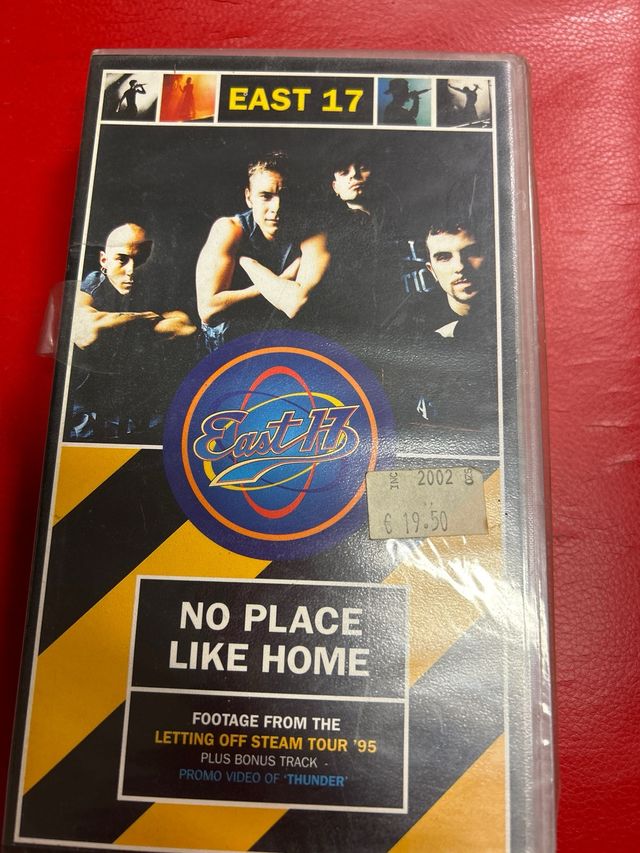 EAST 17
East 17
INC 2002
€ 19.50
NO PLACE
LIKE HOME
FOOTAGE FROM THE
LETTING OFF STEAM TOUR '95
PLUS BONUS TRACK -
PROMO VIDEO OF 'THUNDER'